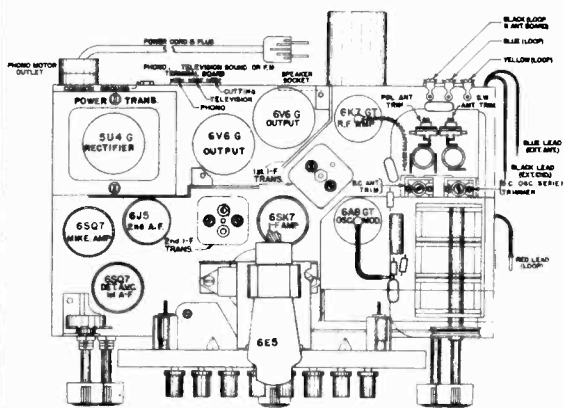 BLACK (LOOP
& ANT. BOARD)
BLUE (LOOP)
YELLOW (LOOP)
POWER CORD & PLUG
PHONO MOTOR
OUTLET
PHONO
TELEVISION SOUND OR F.M.
TERMINAL BOARD
CUTTING
TELEVISION
PHONO
SPEAKER
SOCKET
POWER TRANS.
5U4 G
RECTIFIER
6V6 G
OUTPUT
6V6 G
OUTPUT
6K7 GT
R.F. AMP
POL. ANT
TRIM
S.W.
ANT TRIM
BLUE LEAD
(EXT. ANT.)
BLACK LEAD
(EXT. GND.)
1st I-F
TRANS.
B.C. ANT
TRIM
B.C. OSC SERIES
TRIMMER
6SQ7
MIKE. AMP
6J5
2nd A.F.
2nd I-F
TRANS.
6SK7
I-F AMP
6A8 GT
OSC. MOD.
RED LEAD
(LOOP)
6SQ7
DET. A.V.C.
1st A-F
6E5